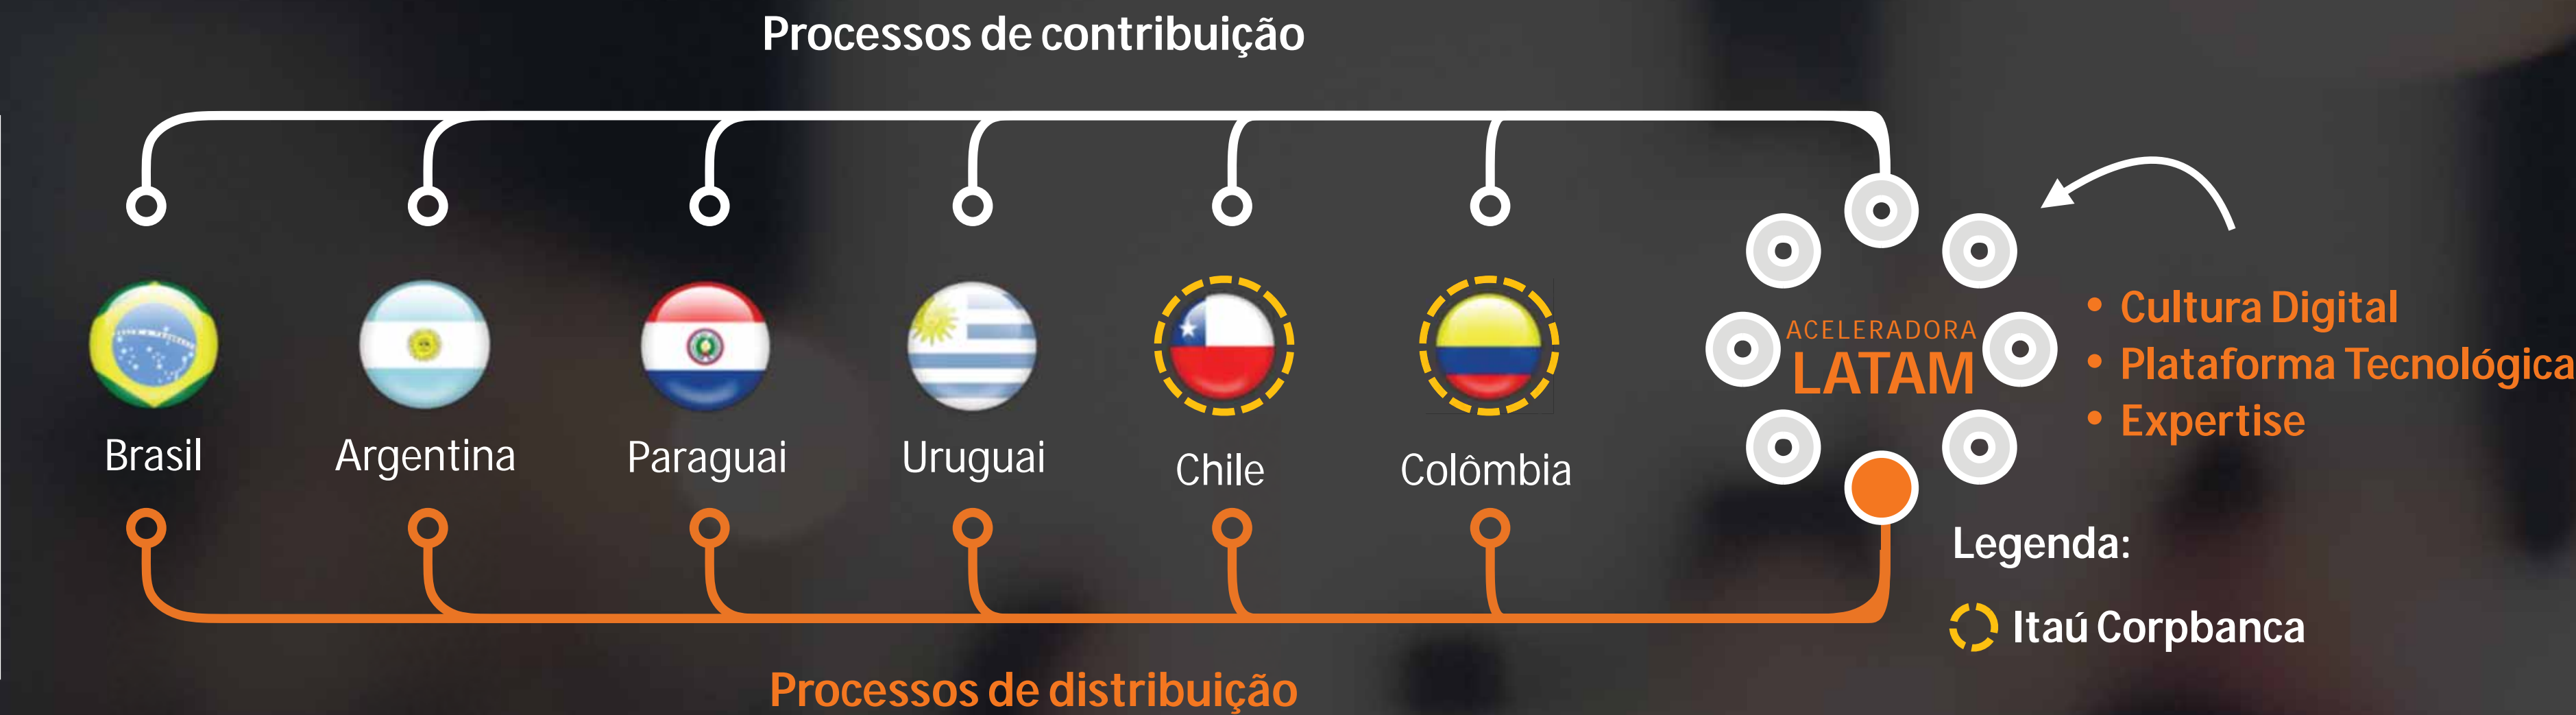 Processos de contribuição
Brasil
Argentina
Paraguai
Uruguai
Chile
Colômbia
ACELERADORA
LATAM
• Cultura Digital
• Plataforma Tecnológica
• Expertise
Legenda:
Itaú Corpbanca
Processos de distribuição